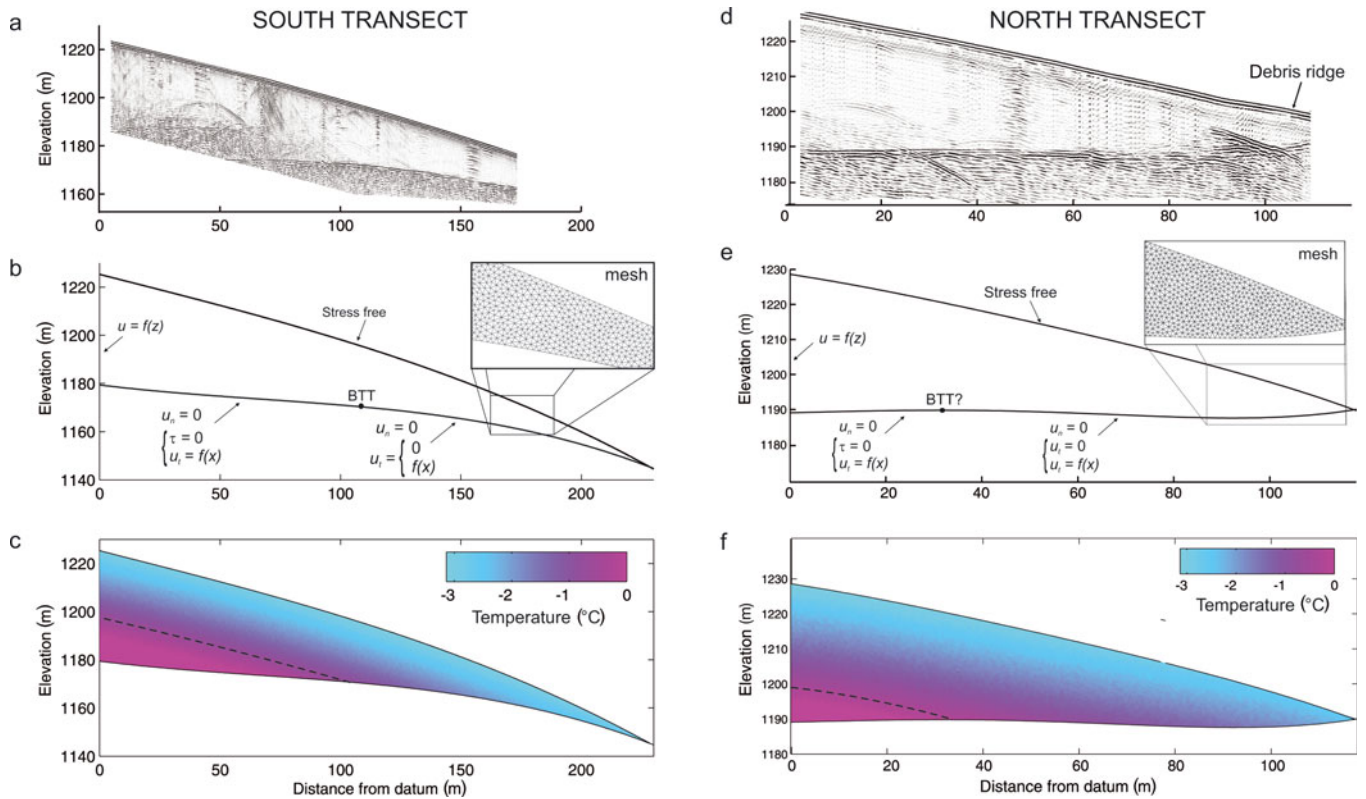 SOUTH TRANSECT
NORTH TRANSECT
a
Elevation (m)
1220
1200
1180
1160
0 50 100 150 200
d
Elevation (m)
1220
1210
1200
1190
1180
0 20 40 60 80 100
Debris ridge
b
Elevation (m)
1220
1200
1180
1160
1140
0 50 100 150 200
u = f(z)
Stress free
mesh
BTT
uₙ = 0
τ = 0
uₜ = f(x)
uₙ = 0
uₜ = { 0
f(x)
e
Elevation (m)
1230
1220
1210
1200
1190
1180
0 20 40 60 80 100
u = f(z)
Stress free
mesh
BTT?
uₙ = 0
τ = 0
uₜ = f(x)
uₙ = 0
uₜ = 0
uₜ = f(x)
c
Elevation (m)
1220
1200
1180
1160
1140
0 50 100 150 200
Distance from datum (m)
-3 -2 -1 0
Temperature (°C)
f
Elevation (m)
1230
1220
1210
1200
1190
1180
0 20 40 60 80 100
Distance from datum (m)
-3 -2 -1 0
Temperature (°C)